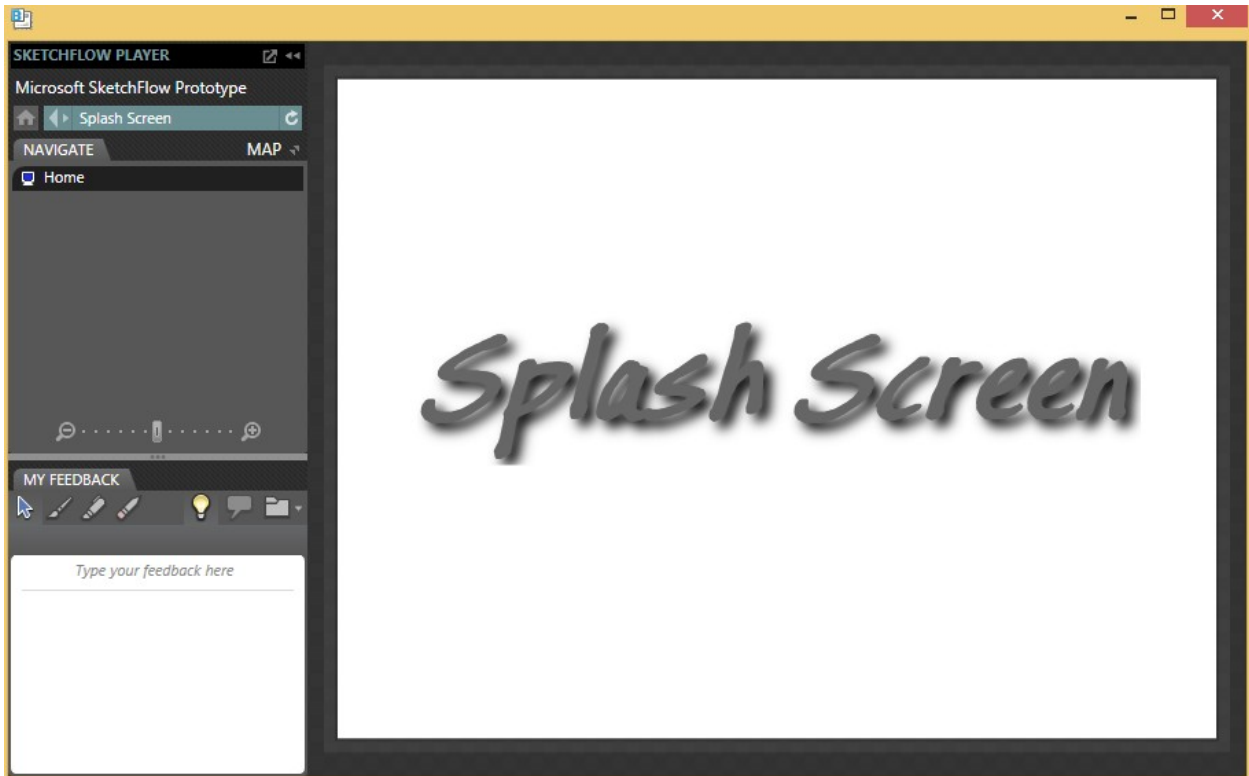 SKETCHFLOW PLAYER
Microsoft SketchFlow Prototype
Splash Screen
NAVIGATE MAP
Home
MY FEEDBACK
Type your feedback here
Splash Screen